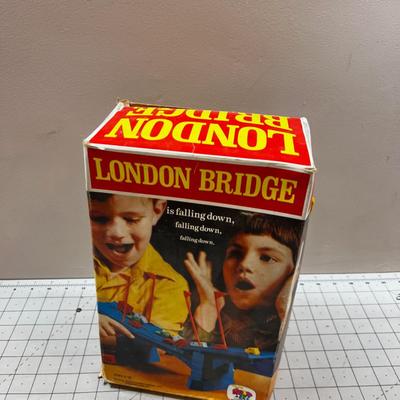 LONDON
BRIDGE
LONDON BRIDGE
is falling down,
falling down,
falling down.